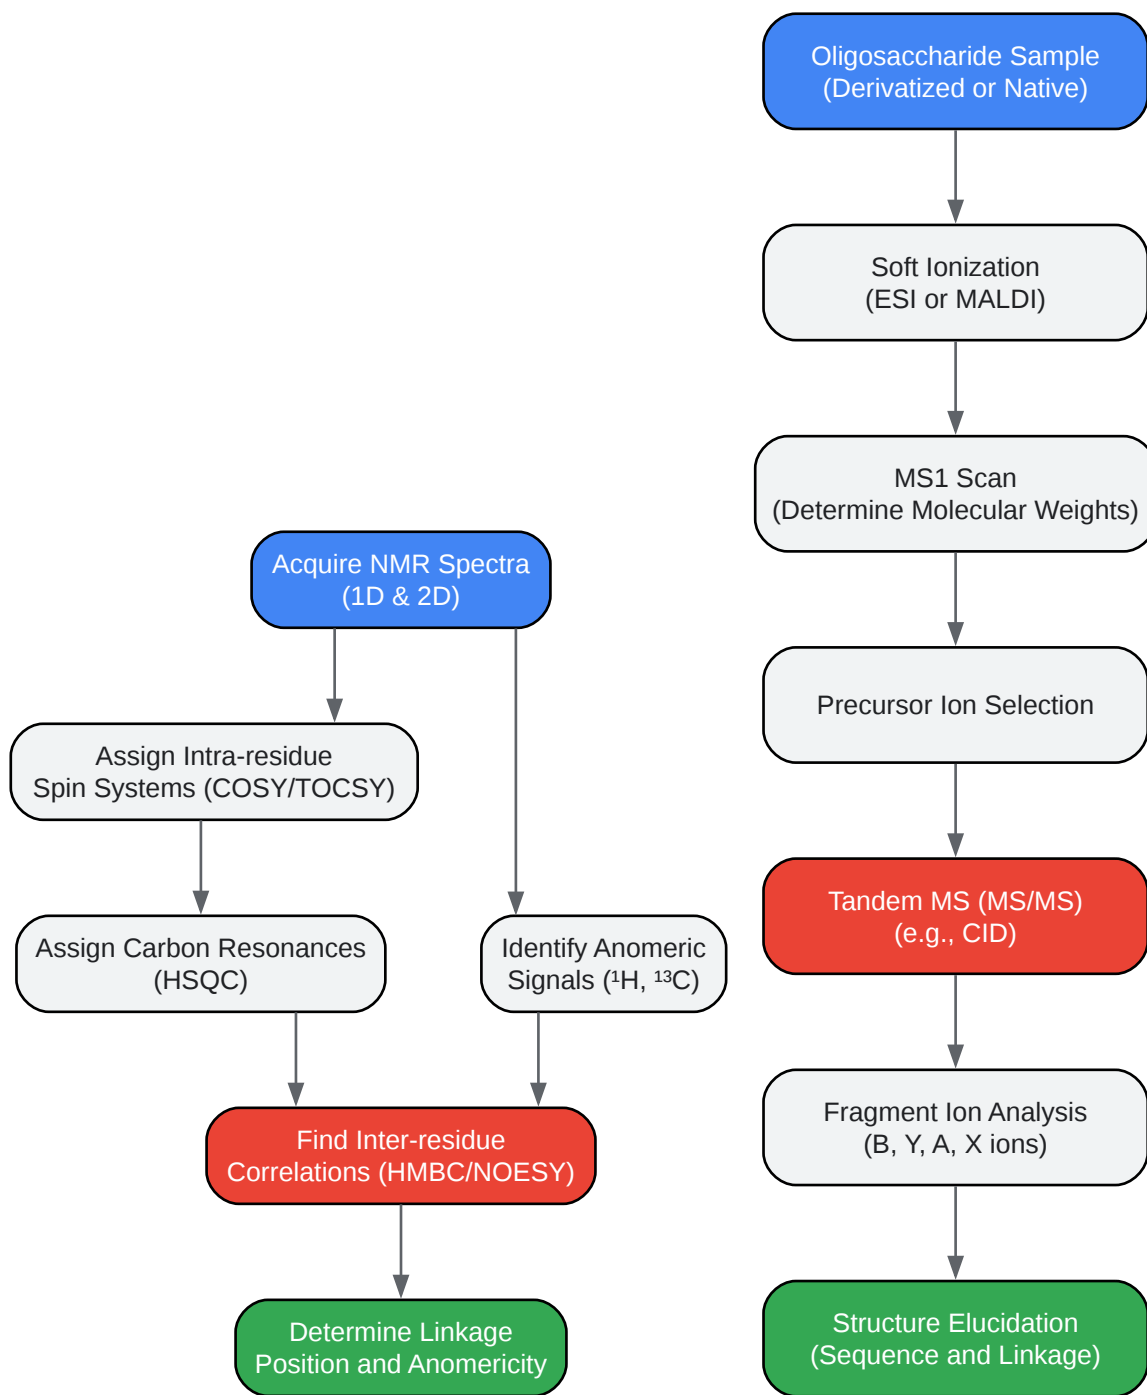 Oligosaccharide Sample
(Derivatized or Native)
Soft Ionization
(ESI or MALDI)
MS1 Scan
(Determine Molecular Weights)
Acquire NMR Spectra
(1D & 2D)
Precursor Ion Selection
Assign Intra-residue
Spin Systems (COSY/TOCSY)
Tandem MS (MS/MS)
(e.g., CID)
Assign Carbon Resonances
(HSQC)
Identify Anomeric
Signals (¹H, ¹³C)
Fragment Ion Analysis
(B, Y, A, X ions)
Find Inter-residue
Correlations (HMBC/NOESY)
Structure Elucidation
(Sequence and Linkage)
Determine Linkage
Position and Anomericity